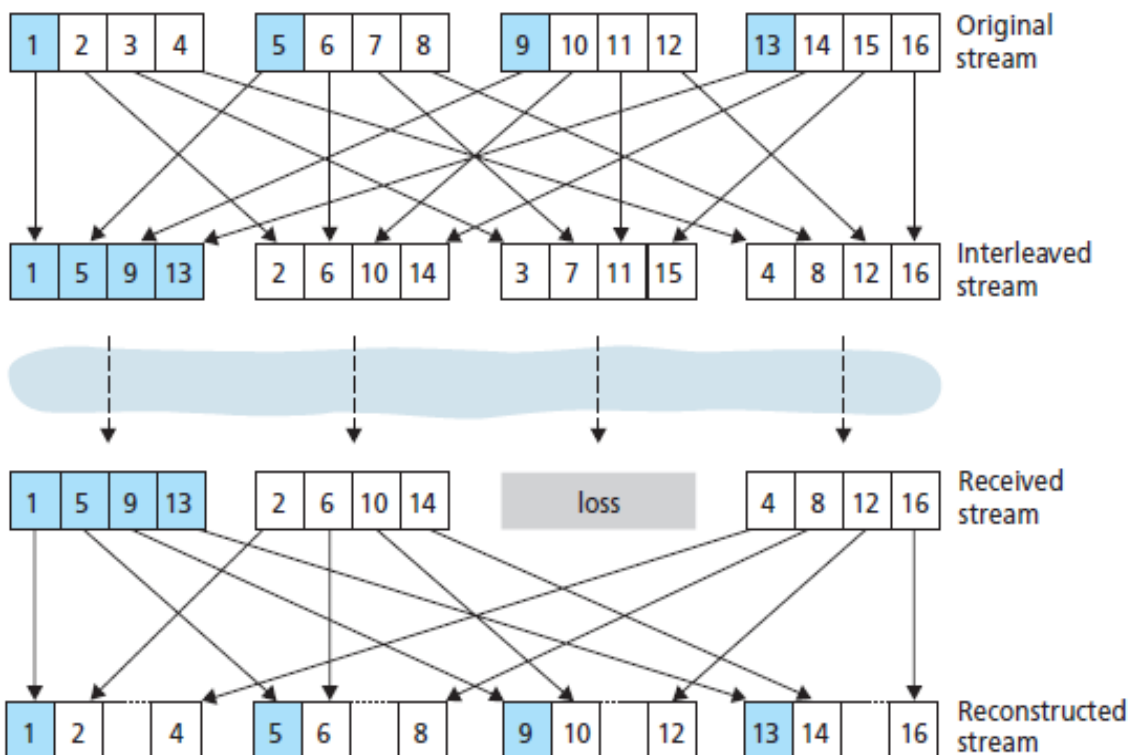 1 2 3 4 5 6 7 8 9 10 11 12 13 14 15 16 Original
stream
1 5 9 13 2 6 10 14 3 7 11 15 4 8 12 16 Interleaved
stream
1 5 9 13 2 6 10 14 loss 4 8 12 16 Received
stream
1 2 4 5 6 8 9 10 12 13 14 16 Reconstructed
stream